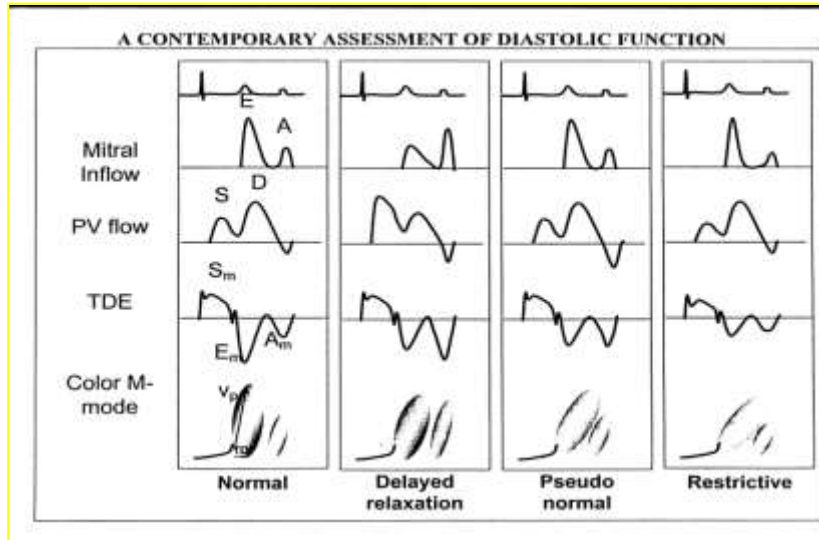 A CONTEMPORARY ASSESSMENT OF DIASTOLIC FUNCTION
E
A
Mitral
Inflow
S
D
PV flow
Sm
TDE
Em
Am
Color M-
mode
vp
Normal
Delayed
relaxation
Pseudo
normal
Restrictive